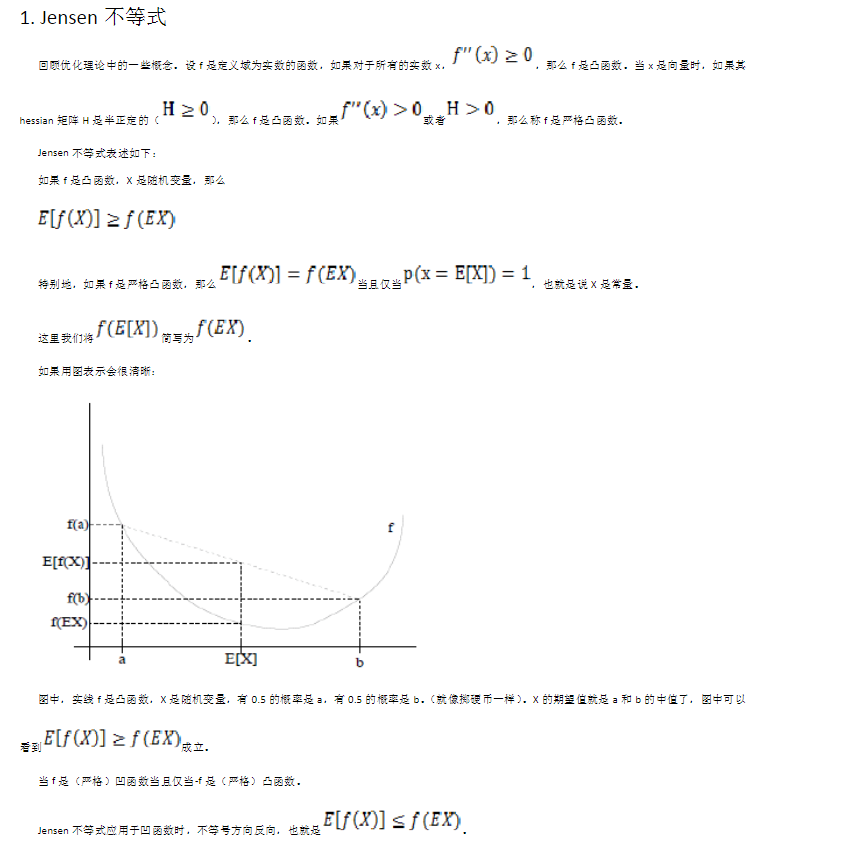 1. Jensen 不等式
回顾优化理论中的一些概念。设 f 是定义域为实数的函数，如果对于所有的实数 x，f''(x) ≥ 0，那么 f 是凸函数。当 x 是向量时，如果其
hessian 矩阵 H 是半正定的（H ≥ 0），那么 f 是凸函数。如果f''(x) > 0或者H > 0，那么称 f 是严格凸函数。
Jensen 不等式表述如下：
如果 f 是凸函数，X 是随机变量，那么
E[f(X)] ≥ f(EX)
特别地，如果 f 是严格凸函数，那么E[f(X)] = f(EX)当且仅当p(x = E[X]) = 1，也就是说 X 是常量。
这里我们将f(E[X])简写为f(EX)。
如果用图表示会很清晰：
f(a)
f
E[f(X)]
f(b)
f(EX)
a
E[X]
b
图中，实线 f 是凸函数，X 是随机变量，有 0.5 的概率是 a，有 0.5 的概率是 b。（就像掷硬币一样）。X 的期望值就是 a 和 b 的中值了，图中可以
看到E[f(X)] ≥ f(EX)成立。
当 f 是（严格）凹函数当且仅当-f 是（严格）凸函数。
Jensen 不等式应用于凹函数时，不等号方向反向，也就是E[f(X)] ≤ f(EX)。